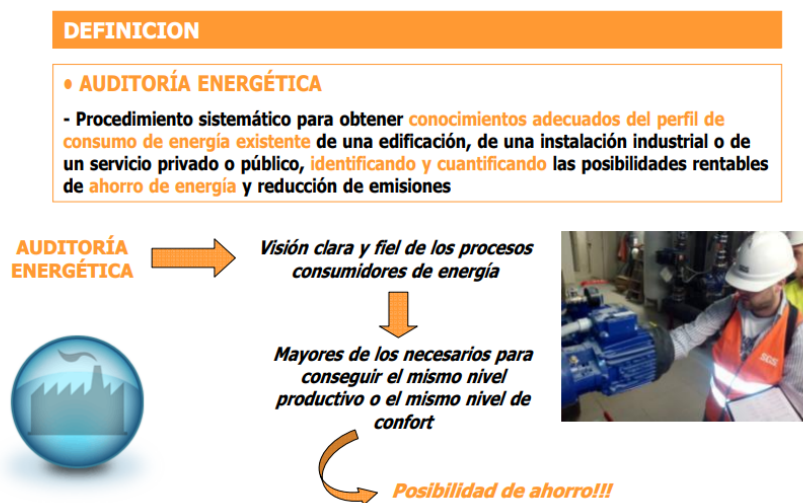 DEFINICION
• AUDITORÍA ENERGÉTICA
- Procedimiento sistemático para obtener conocimientos adecuados del perfil de
consumo de energía existente de una edificación, de una instalación industrial o de
un servicio privado o público, identificando y cuantificando las posibilidades rentables
de ahorro de energía y reducción de emisiones
AUDITORÍA
ENERGÉTICA
Visión clara y fiel de los procesos
consumidores de energía
Mayores de los necesarios para
conseguir el mismo nivel
productivo o el mismo nivel de
confort
Posibilidad de ahorro!!!
SGS